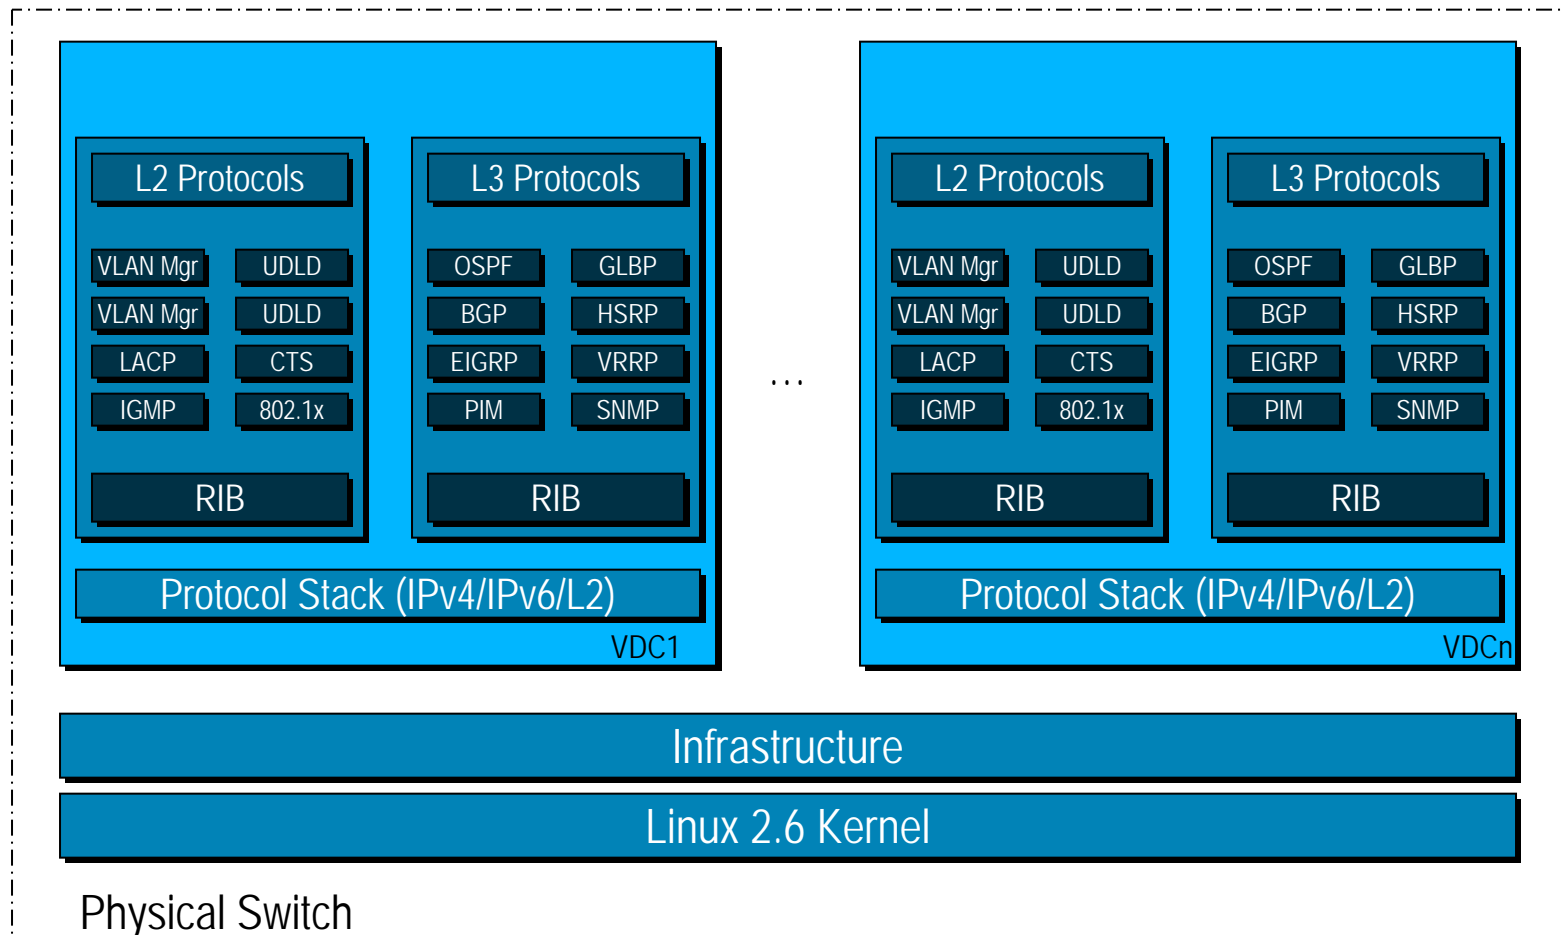 L2 Protocols
VLAN Mgr
UDLD
VLAN Mgr
UDLD
LACP
CTS
IGMP
802.1x
RIB
L3 Protocols
OSPF
GLBP
BGP
HSRP
EIGRP
VRRP
PIM
SNMP
RIB
Protocol Stack (IPv4/IPv6/L2)
VDC1
...
L2 Protocols
VLAN Mgr
UDLD
VLAN Mgr
UDLD
LACP
CTS
IGMP
802.1x
RIB
L3 Protocols
OSPF
GLBP
BGP
HSRP
EIGRP
VRRP
PIM
SNMP
RIB
Protocol Stack (IPv4/IPv6/L2)
VDCn
Infrastructure
Linux 2.6 Kernel
Physical Switch